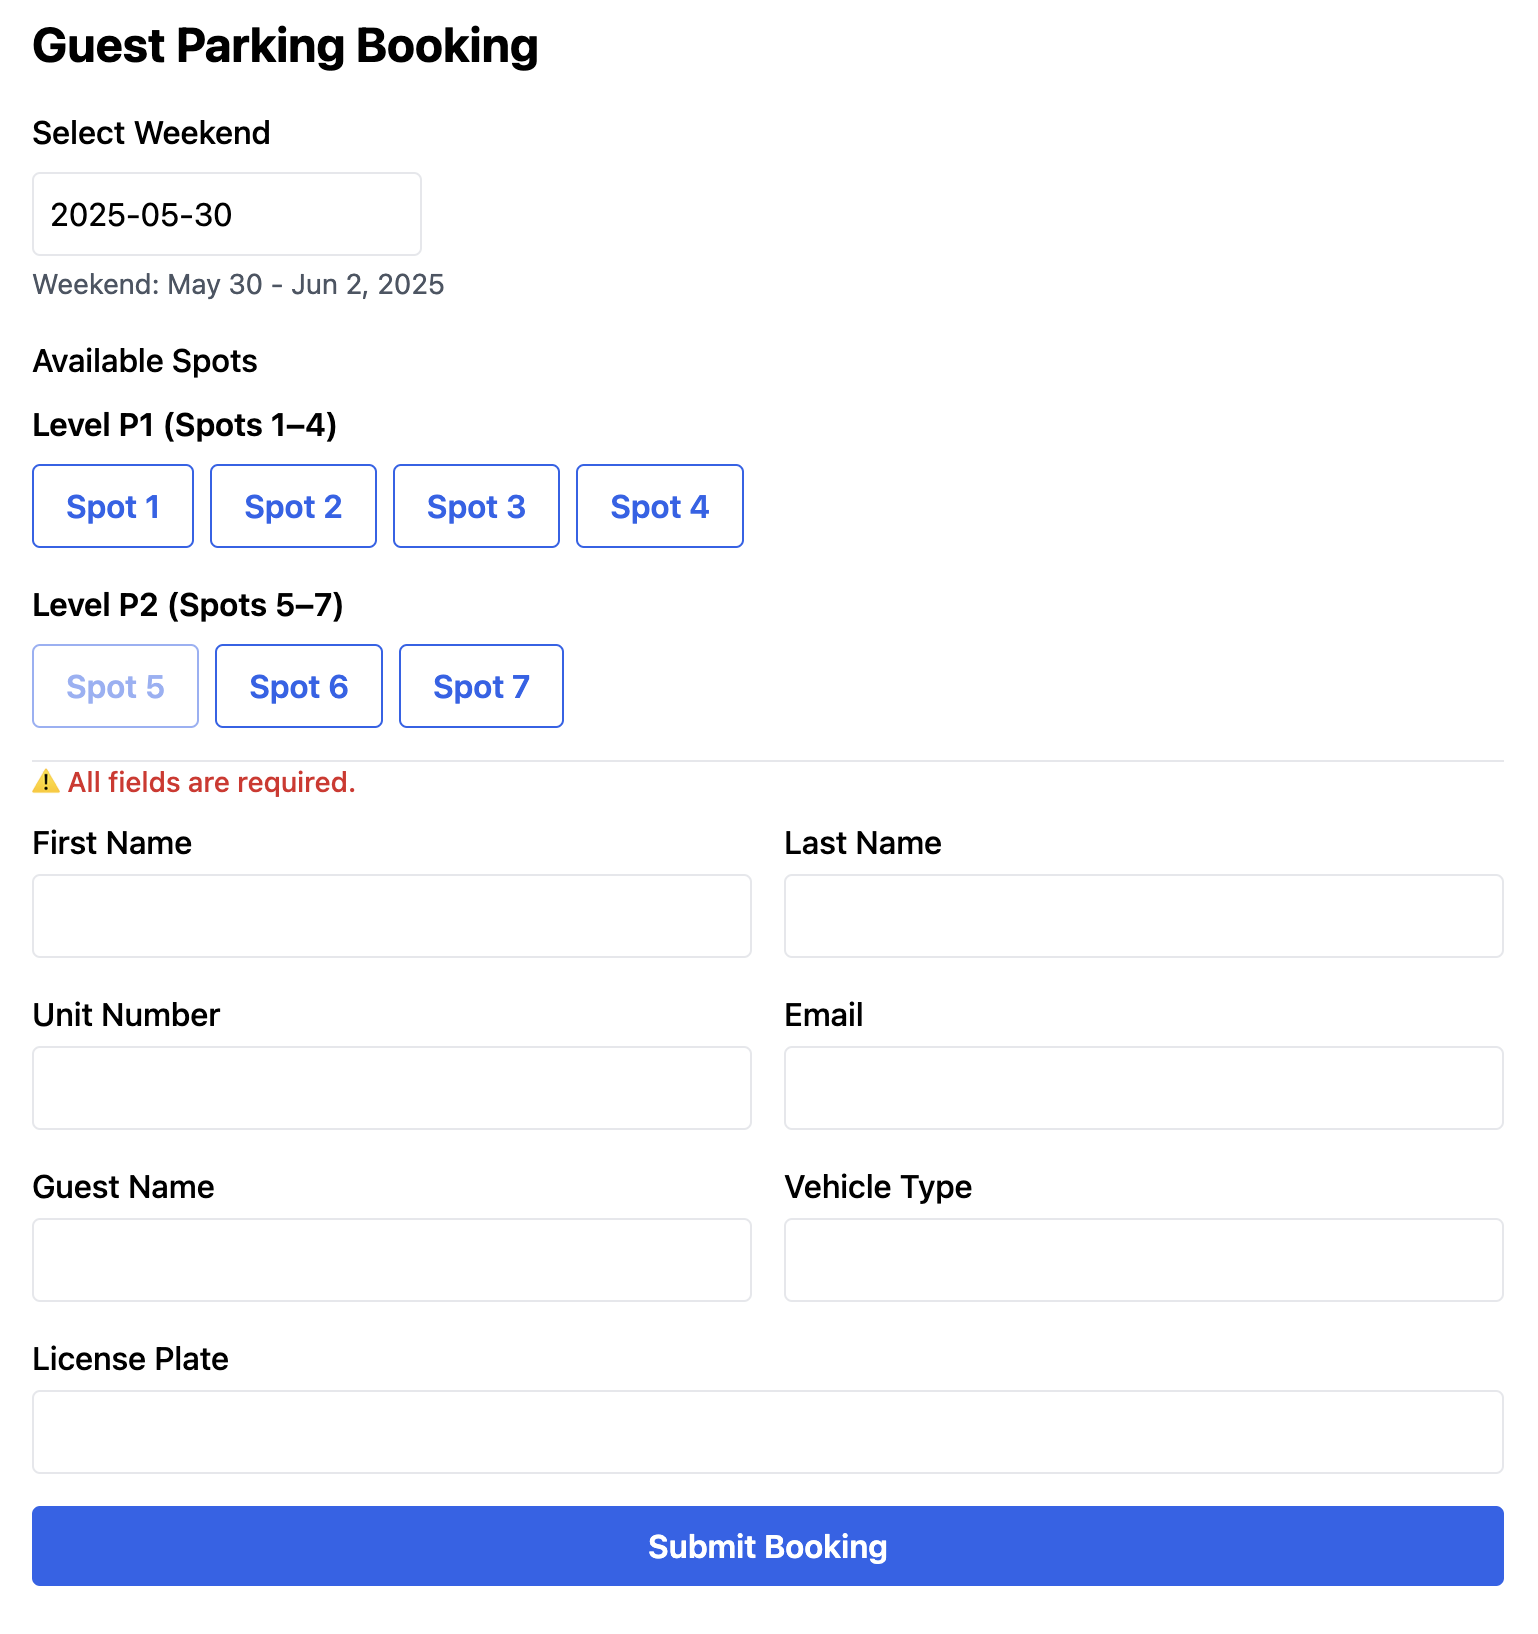 Guest Parking Booking
Select Weekend
2025-05-30
Weekend: May 30 - Jun 2, 2025
Available Spots
Level P1 (Spots 1–4)
Spot 1 Spot 2 Spot 3 Spot 4
Level P2 (Spots 5–7)
Spot 5 Spot 6 Spot 7
⚠️ All fields are required.
First Name Last Name
Unit Number Email
Guest Name Vehicle Type
License Plate
Submit Booking